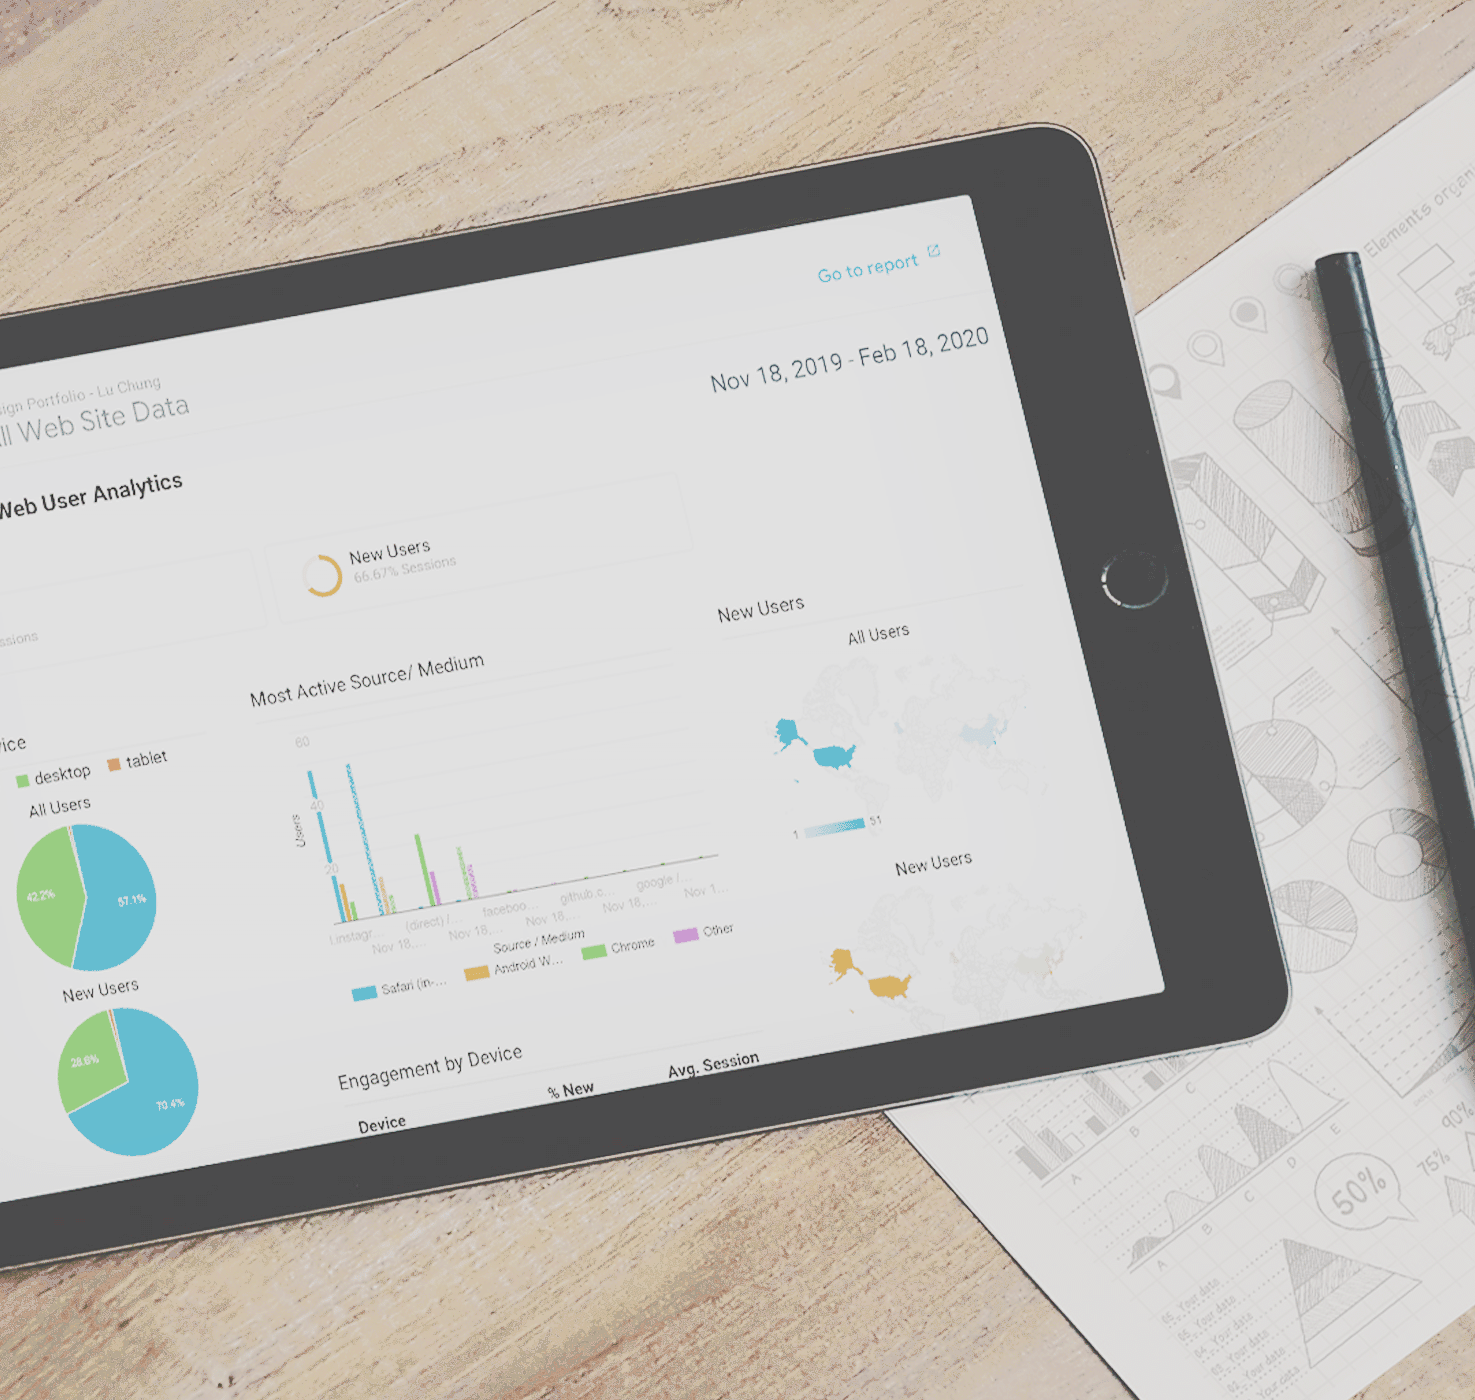 Go to report
Nov 18, 2019 - Feb 18, 2020
sign Portfolio - Lu Chung
ll Web Site Data
Web User Analytics
New Users
66.67% Sessions
ssions
Most Active Source/ Medium
New Users
All Users
1
51
New Users
vice
desktop
tablet
All Users
42.2%
57.1%
New Users
28.8%
70.4%
60
40
20
Users
l.instagr...
(direct) /...
faceboo...
github.c...
google /...
Nov 18,...
Nov 18,...
Nov 18,...
Nov 18,...
Nov 1...
Source / Medium
Safari (in-...
Android W...
Chrome
Other
Engagement by Device
Device
% New
Avg. Session
Elements organ
A
B
C
A
B
C
D
E
50%
75%
90%
06. Your data
05. Your data
04. Your data
03. Your data
Your data